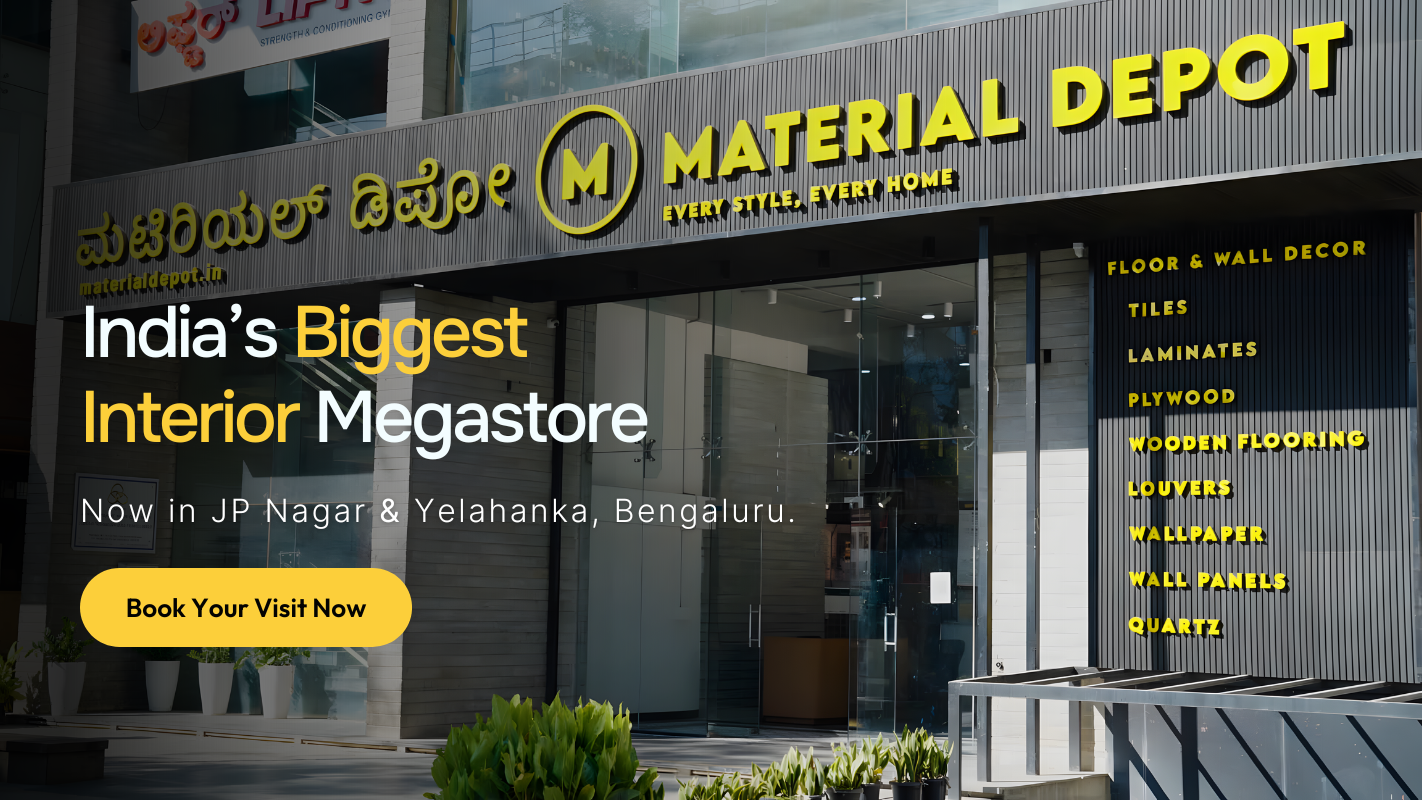 ಲಿಫ್ಟರ್
STRENGTH & CONDITIONING GYM
ಮಟಿರಿಯಲ್ ಡಿಪೋ
materialdepot.in
M
MATERIAL DEPOT
EVERY STYLE, EVERY HOME
FLOOR & WALL DECOR
TILES
LAMINATES
PLYWOOD
WOODEN FLOORING
LOUVERS
WALLPAPER
WALL PANELS
QUARTZ
India’s Biggest
Interior Megastore
Now in JP Nagar & Yelahanka, Bengaluru.
Book Your Visit Now